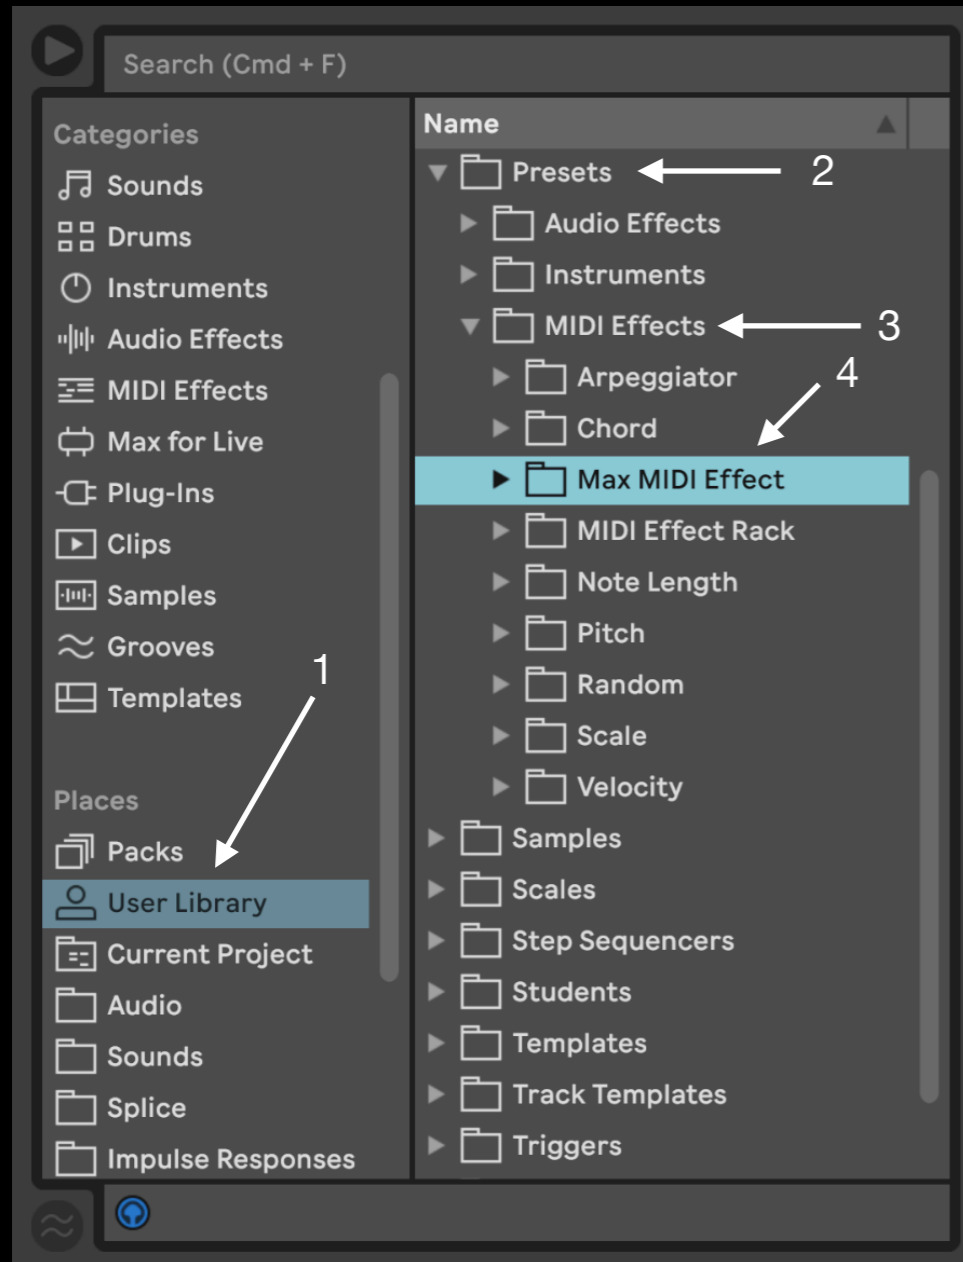 Search (Cmd + F)
Categories
Sounds
Drums
Instruments
Audio Effects
MIDI Effects
Max for Live
Plug-Ins
Clips
Samples
Grooves
1
Templates
Places
Packs
User Library
Current Project
Audio
Sounds
Splice
Impulse Responses
Name
Presets 2
Audio Effects
Instruments
MIDI Effects 3
4
Arpeggiator
Chord
Max MIDI Effect
MIDI Effect Rack
Note Length
Pitch
Random
Scale
Velocity
Samples
Scales
Step Sequencers
Students
Templates
Track Templates
Triggers